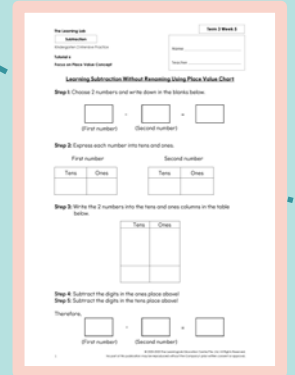 The Learning Lab
Term 2 Week 6
Subtraction
Kindergarten 2 Intensive Practice
Name:
Tutorial 6
Focus on Place Value Concept
Teacher:
Learning Subtraction Without Renaming Using Place Value Chart
Step 1: Choose 2 numbers and write down in the blanks below.
- =
(First number) (Second number)
Step 2: Express each number into tens and ones.
First number Second number
Tens Ones Tens Ones
Step 3: Write the 2 numbers into the tens and ones columns in the table
below.
Tens Ones
Step 4: Subtract the digits in the ones place above!
Step 5: Subtract the digits in the tens place above!
Therefore,
- =
(First number) (Second number)
1